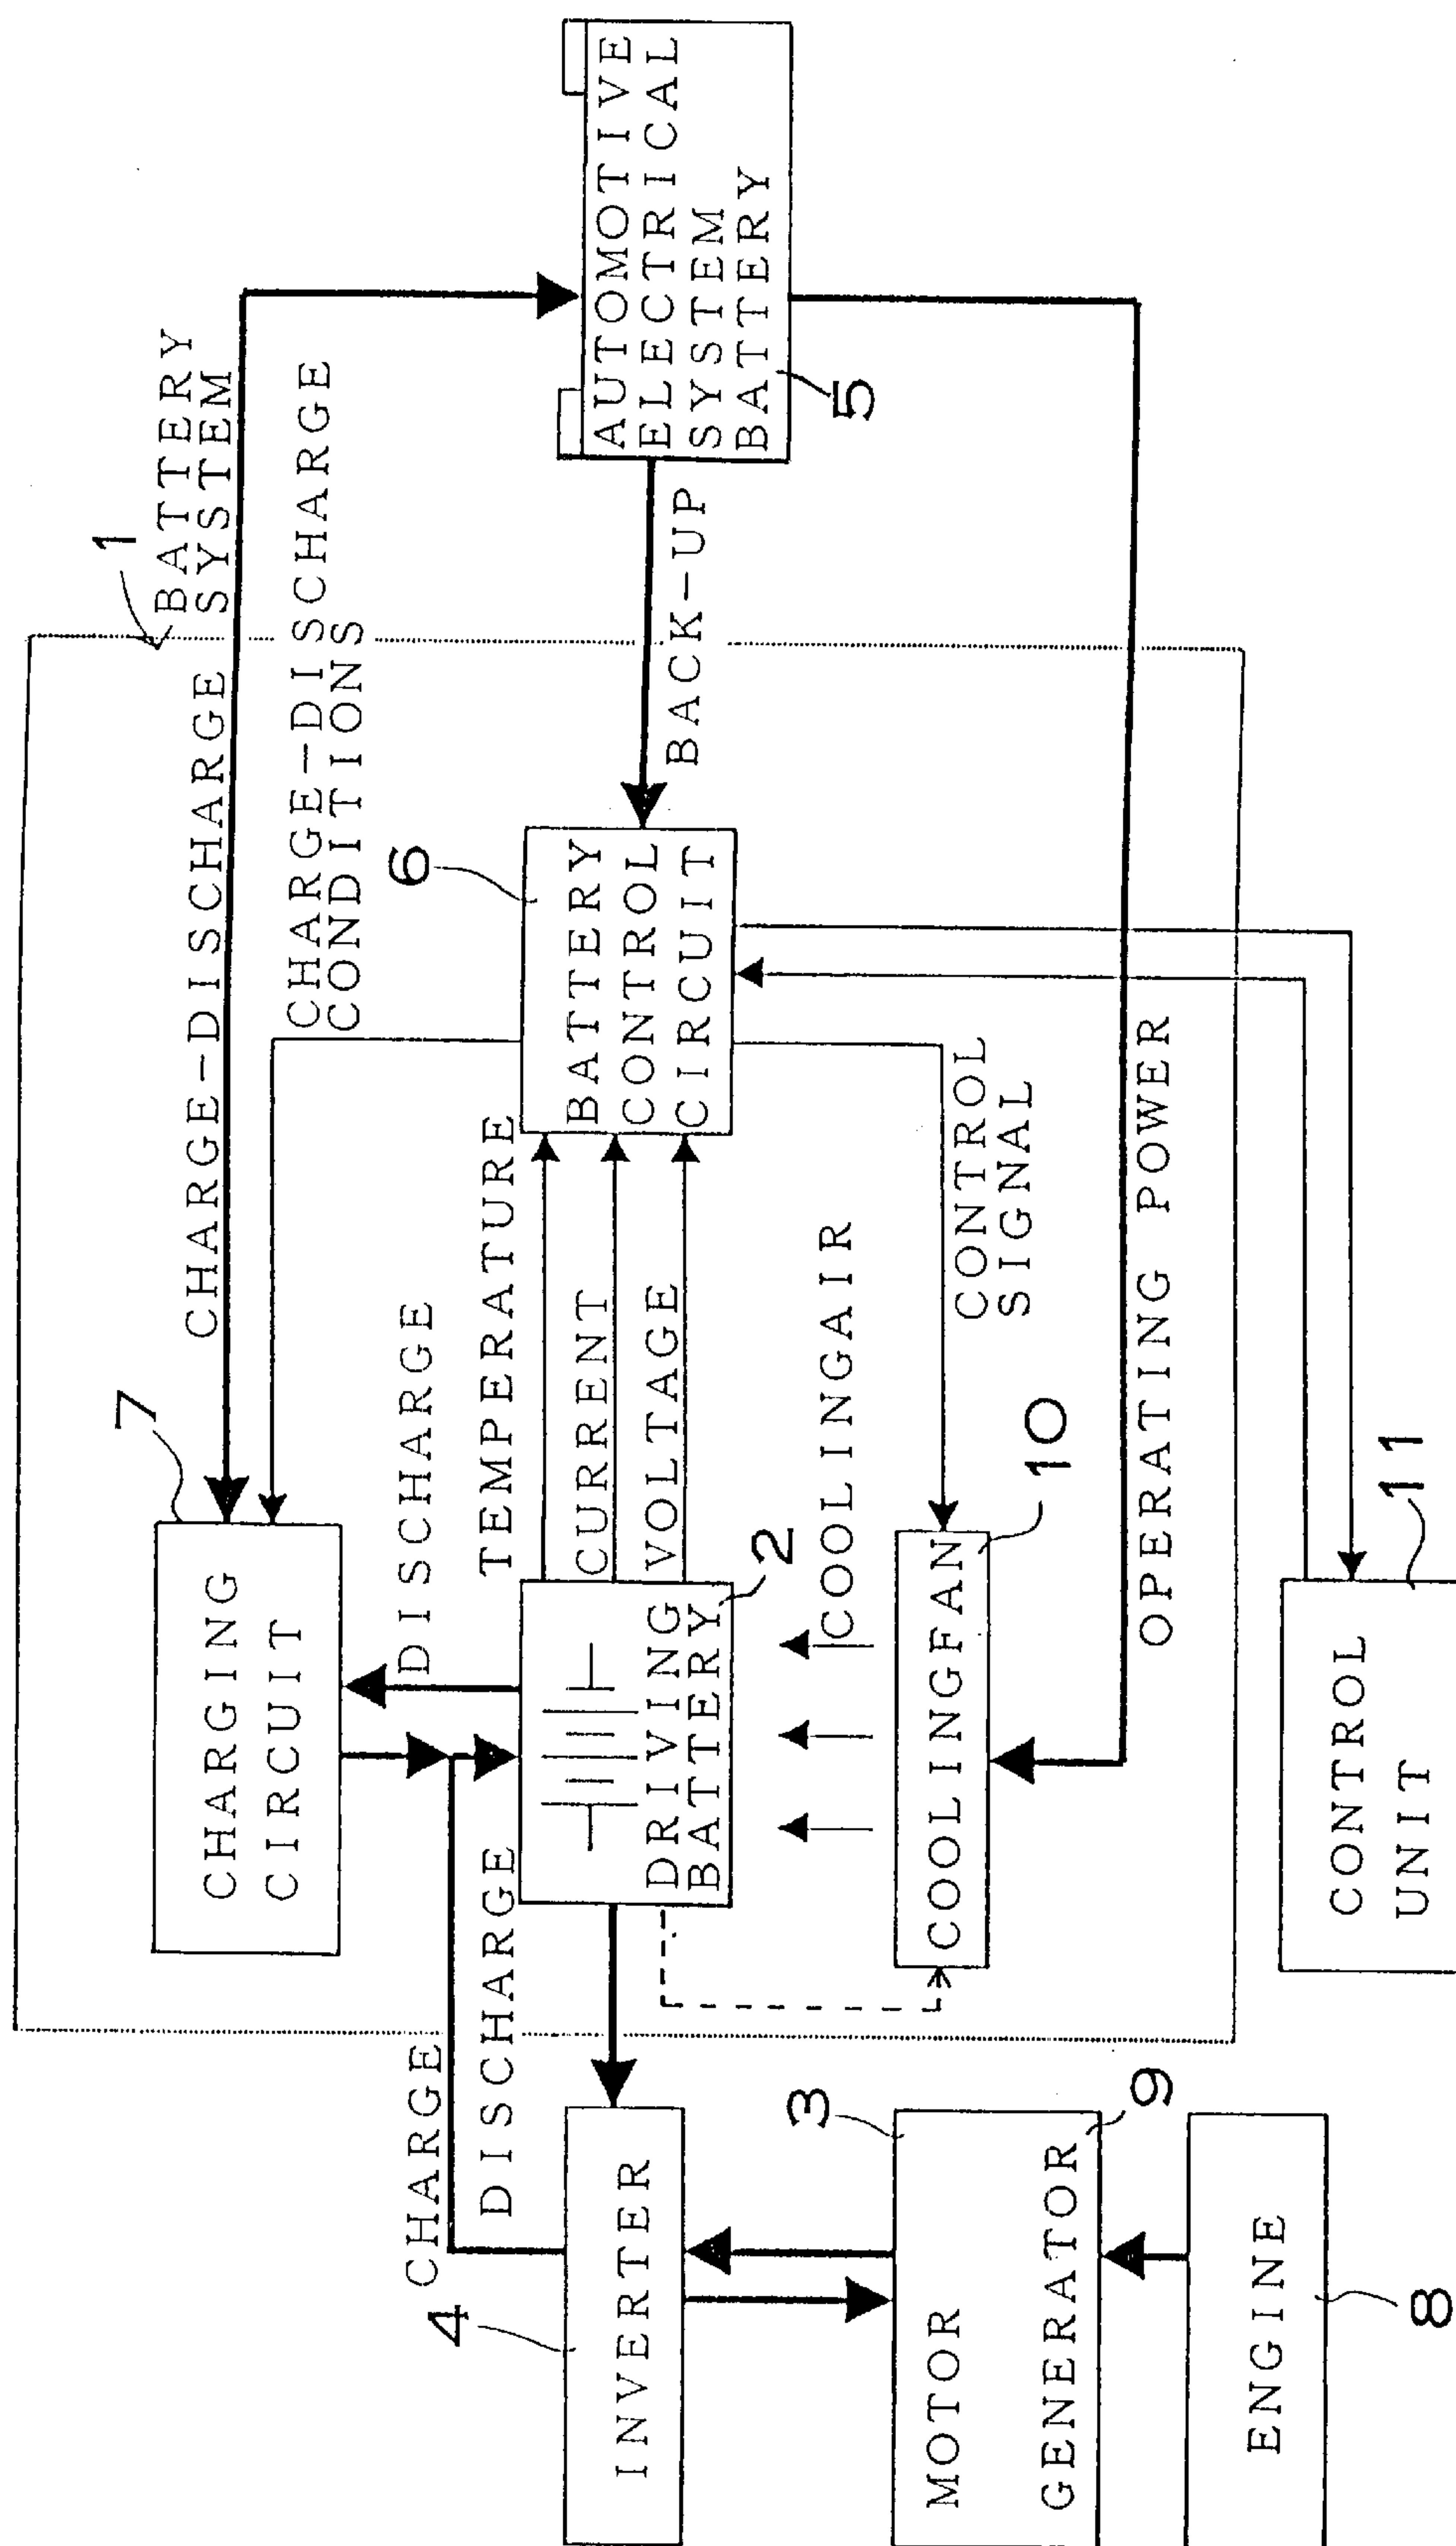 1
BATTERY
SYSTEM
CHARGE-DISCHARGE
CHARGE-DISCHARGE
CONDITIONS
7
CHARGING
CIRCUIT
DISCHARGE
CHARGE
DISCHARGE
4
INVERTER
DRIVING
BATTERY
2
TEMPERATURE
CURRENT
VOLTAGE
6
BATTERY
CONTROL
CIRCUIT
BACK-UP
AUTOMOTIVE
ELECTRICAL
SYSTEM
BATTERY
5
3
MOTOR
GENERATOR
9
COOLINGAIR
COOLINGFAN
10
CONTROL
SIGNAL
OPERATING POWER
ENGINE
8
CONTROL
UNIT
11